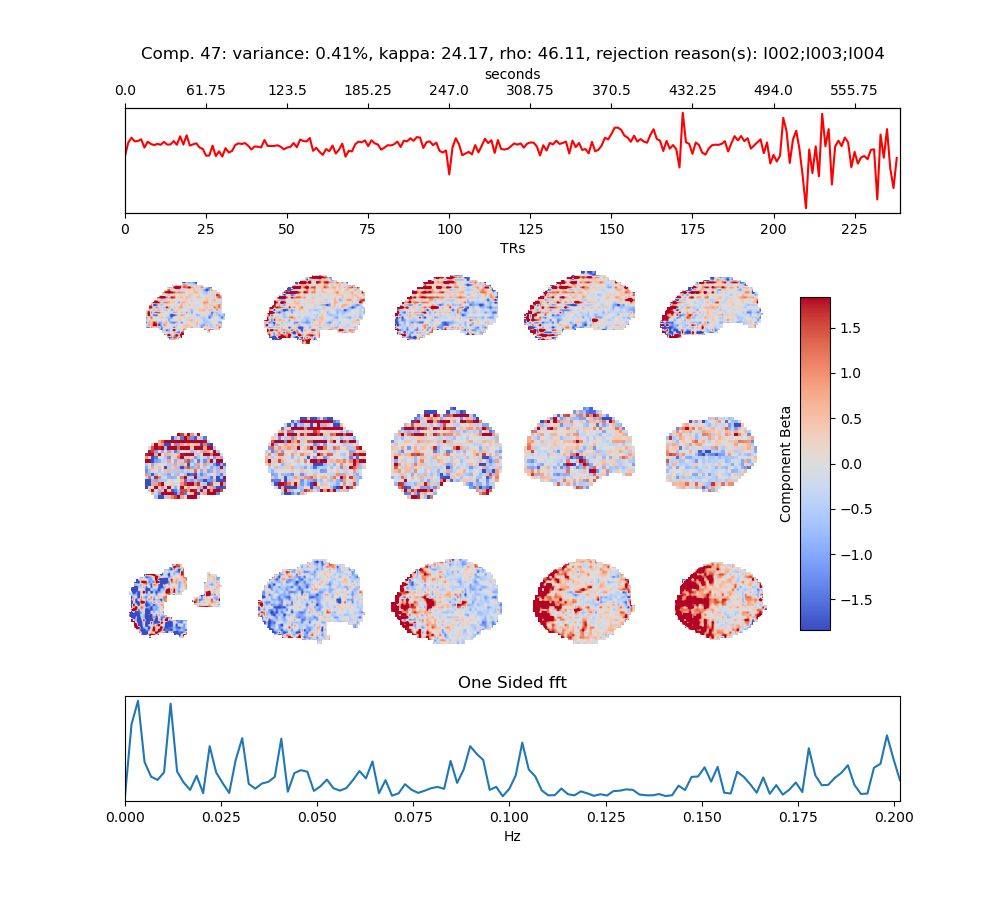 Comp. 47: variance: 0.41%, kappa: 24.17, rho: 46.11, rejection reason(s): I002;I003;I004
seconds
0.0 61.75 123.5 185.25 247.0 308.75 370.5 432.25 494.0 555.75
0 25 50 75 100 125 150 175 200 225
TRs
1.5
1.0
0.5
0.0
−0.5
−1.0
−1.5
Component Beta
One Sided fft
0.000 0.025 0.050 0.075 0.100 0.125 0.150 0.175 0.200
Hz